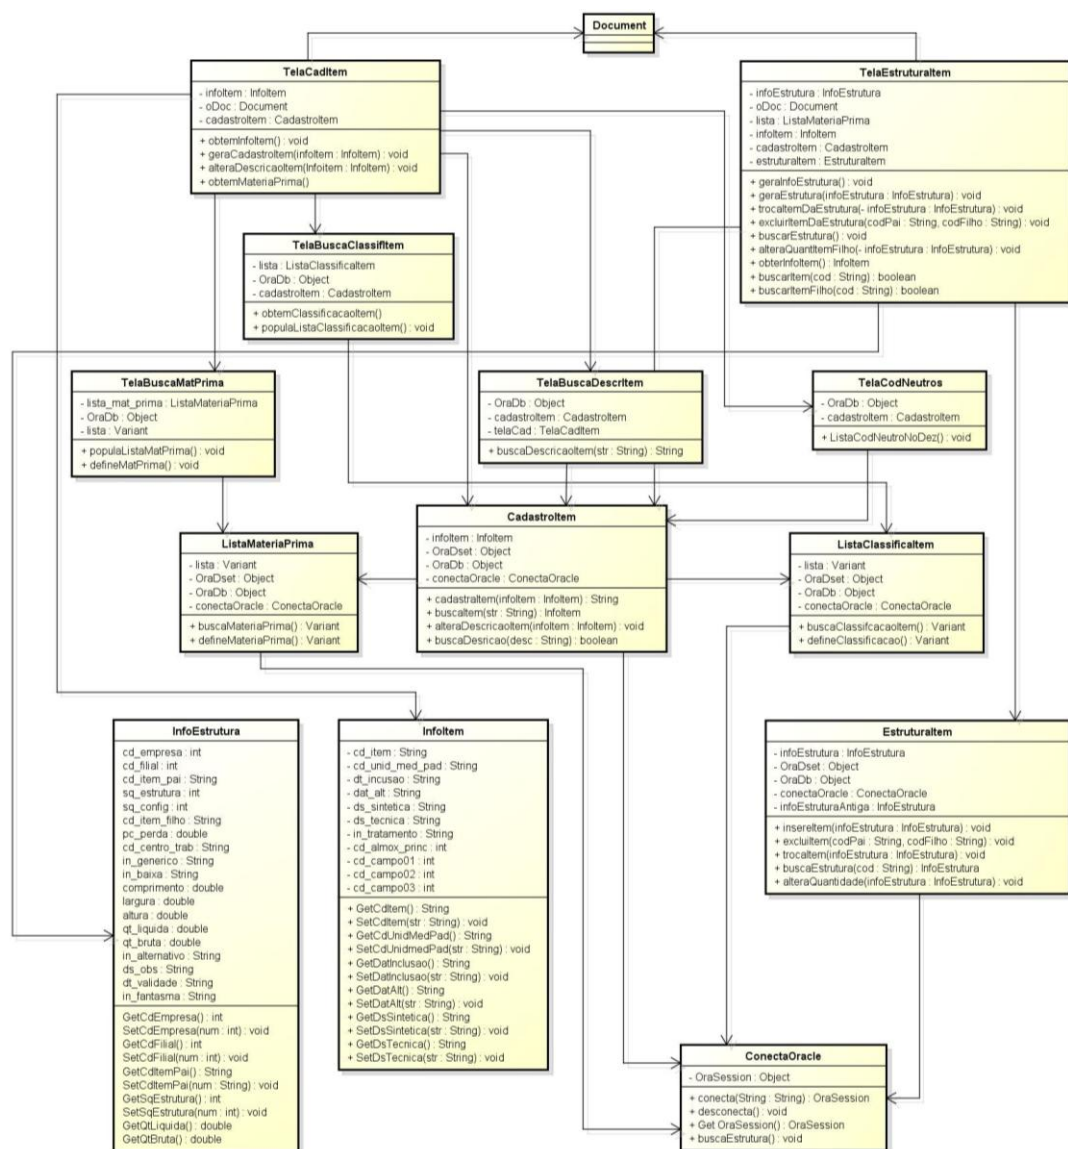 Document
TelaCadItem
- infoItem : InfoItem
- oDoc : Document
- cadastroItem : CadastroItem
+ obtemInfoItem() : void
+ geraCadastroItem(infoItem : InfoItem) : void
+ alteraDescricaoItem(Infoitem : InfoItem) : void
+ obtemMateriaPrima()
TelaEstruturaItem
- infoEstrutura : InfoEstrutura
- oDoc : Document
- lista : ListaMateriaPrima
- infoItem : InfoItem
- cadastroItem : CadastroItem
- estruturaItem : EstruturaItem
+ geraInfoEstrutura() : void
+ geraEstrutura(infoEstrutura : InfoEstrutura) : void
+ trocaItemDaEstrutura(- infoEstrutura : InfoEstrutura) : void
+ excluirItemDaEstrutura(codPai : String, codFilho : String) : void
+ buscarEstrutura() : void
+ alteraQuantItemFilho(- infoEstrutura : InfoEstrutura) : void
+ obterInfoItem() : InfoItem
+ buscarItem(cod : String) : boolean
+ buscarItemFilho(cod : String) : boolean
TelaBuscaClassifItem
- lista : ListaClassificaItem
- OraDb : Object
- cadastroItem : CadastroItem
+ obtemClassificacaoItem()
+ populaListaClassificacaoItem() : void
TelaBuscaMatPrima
- lista_mat_prima : ListaMateriaPrima
- OraDb : Object
- lista : Variant
+ populaListaMatPrima() : void
+ defineMatPrima() : void
TelaBuscaDescrItem
- OraDb : Object
- cadastroItem : CadastroItem
- telaCad : TelaCadItem
+ buscaDescricaoItem(str : String) : String
TelaCodNeutros
- OraDb : Object
- cadastroItem : CadastroItem
+ ListaCodNeutroNoDez() : void
ListaMateriaPrima
- lista : Variant
- OraDset : Object
- OraDb : Object
- conectaOracle : ConectaOracle
+ buscaMateriaPrima() : Variant
+ defineMateriaPrima() : Variant
CadastroItem
- infoItem : InfoItem
- OraDset : Object
- OraDb : Object
- conectaOracle : ConectaOracle
+ cadastraItem(infoItem : InfoItem) : String
+ buscaItem(str : String) : InfoItem
+ alteraDescricaoItem(infoItem : InfoItem) : void
+ buscaDesricao(desc : String) : boolean
ListaClassificaItem
- lista : Variant
- OraDset : Object
- OraDb : Object
- conectaOracle : ConectaOracle
+ buscaClassifcacaoItem() : Variant
+ defineClassificacao() : Variant
InfoEstrutura
cd_empresa : int
cd_filial : int
cd_item_pai : String
sq_estrutura : int
sq_config : int
cd_item_filho : String
pc_perda : double
cd_centro_trab : String
in_generico : String
in_baixa : String
comprimento : double
largura : double
altura : double
qt_liquida : double
qt_bruta : double
in_alternativo : String
ds_obs : String
dt_validade : String
in_fantasma : String
GetCdEmpresa() : int
SetCdEmpresa(num : int) : void
GetCdFilial() : int
SetCdFilial(num : int) : void
GetCdItemPai() : String
SetCdItemPai(num : String) : void
GetSqEstrutura() : int
SetSqEstrutura(num : int) : void
GetQtLiquida() : double
GetQtBruta() : double
InfoItem
- cd_item : String
- cd_unid_med_pad : String
- dt_incusao : String
- dat_alt : String
- ds_sintetica : String
- ds_tecnica : String
- in_tratamento : String
- cd_almox_princ : int
- cd_campo01 : int
- cd_campo02 : int
- cd_campo03 : int
+ GetCdItem() : String
+ SetCdItem(str : String) : void
+ GetCdUnidMedPad() : String
+ SetCdUnidmedPad(str : String) : void
+ GetDatInclusao() : String
+ SetDatInclusao(str : String) : void
+ GetDatAlt() : String
+ SetDatAlt(str : String) : void
+ GetDsSintetica() : String
+ SetDsSintetica(str : String) : void
+ GetDsTecnica() : String
+ SetDsTecnica(str : String) : void
EstruturaItem
- infoEstrutura : InfoEstrutura
- OraDset : Object
- OraDb : Object
- conectaOracle : ConectaOracle
- infoEstruturaAntiga : InfoEstrutura
+ insereItem(infoEstrutura : InfoEstrutura) : void
+ excluiItem(codPai : String, codFilho : String) : void
+ trocaItem(infoEstrutura : InfoEstrutura) : void
+ buscaEstrutura(cod : String) : InfoEstrutura
+ alteraQuantidade(infoEstrutura : InfoEstrutura) : void
ConectaOracle
- OraSession : Object
+ conecta(String : String) : OraSession
+ desconecta() : void
+ Get OraSession() : OraSession
+ buscaEstrutura() : void